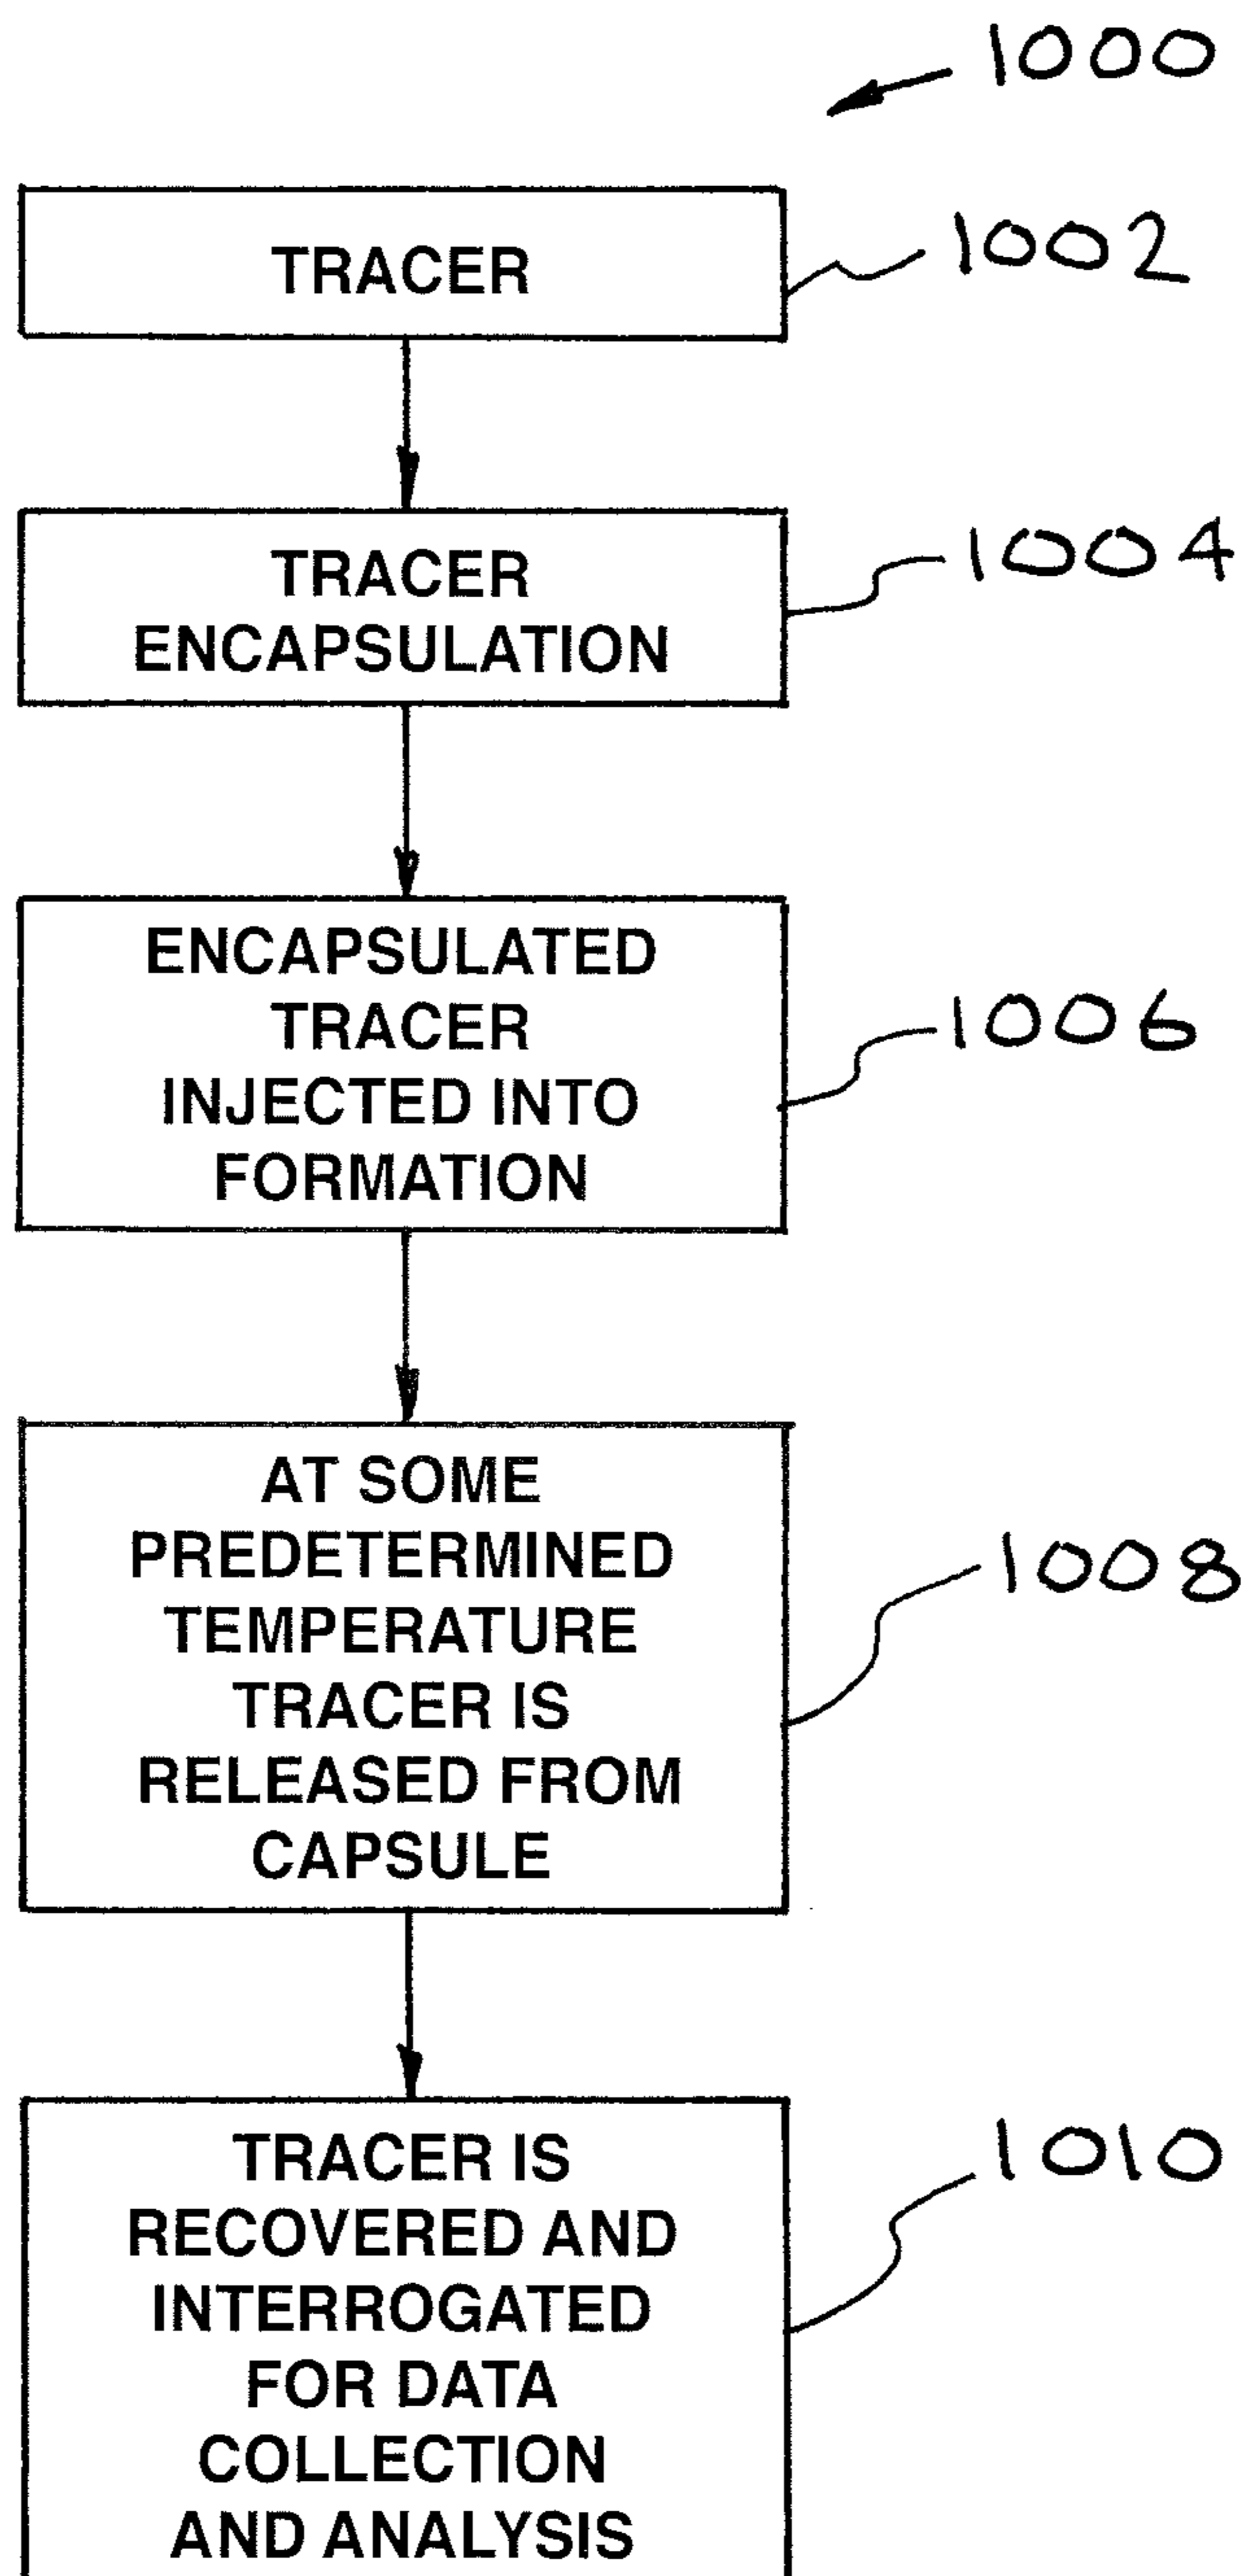 1000
TRACER
1002
TRACER
ENCAPSULATION
1004
ENCAPSULATED
TRACER
INJECTED INTO
FORMATION
1006
AT SOME
PREDETERMINED
TEMPERATURE
TRACER IS
RELEASED FROM
CAPSULE
1008
TRACER IS
RECOVERED AND
INTERROGATED
FOR DATA
COLLECTION
AND ANALYSIS
1010